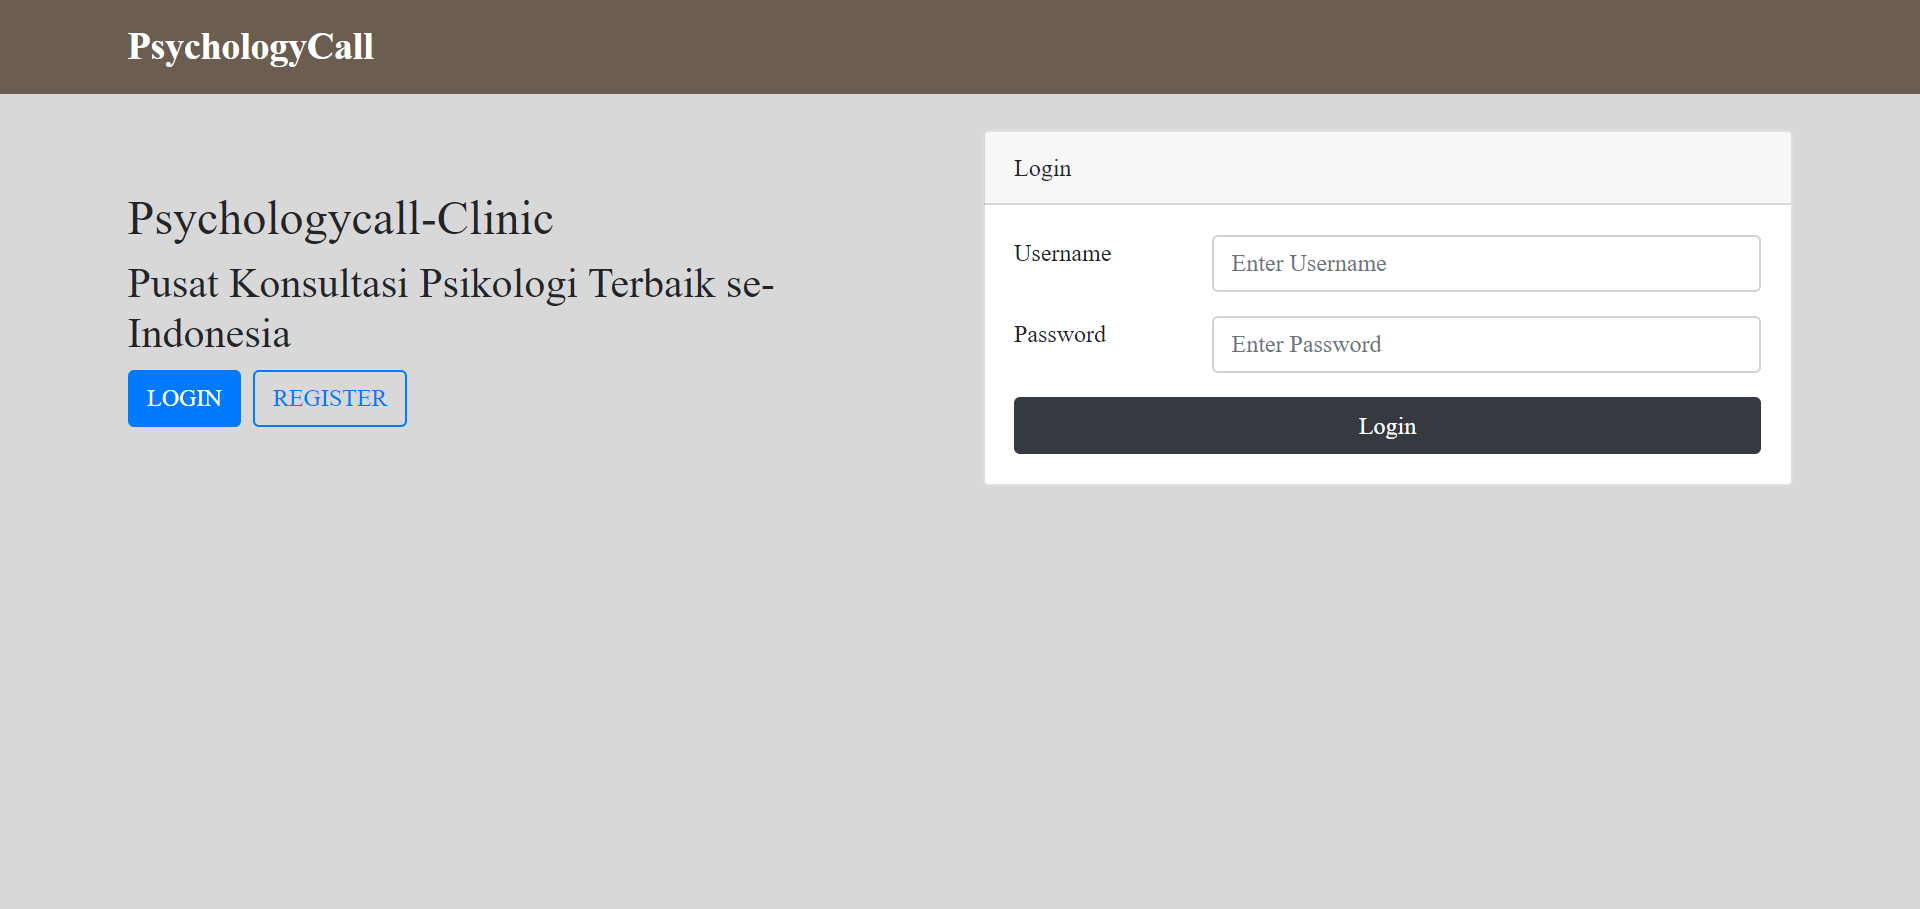 PsychologyCall
Psychologycall-Clinic
Pusat Konsultasi Psikologi Terbaik se-
Indonesia
LOGIN REGISTER
Login
Username Enter Username
Password Enter Password
Login